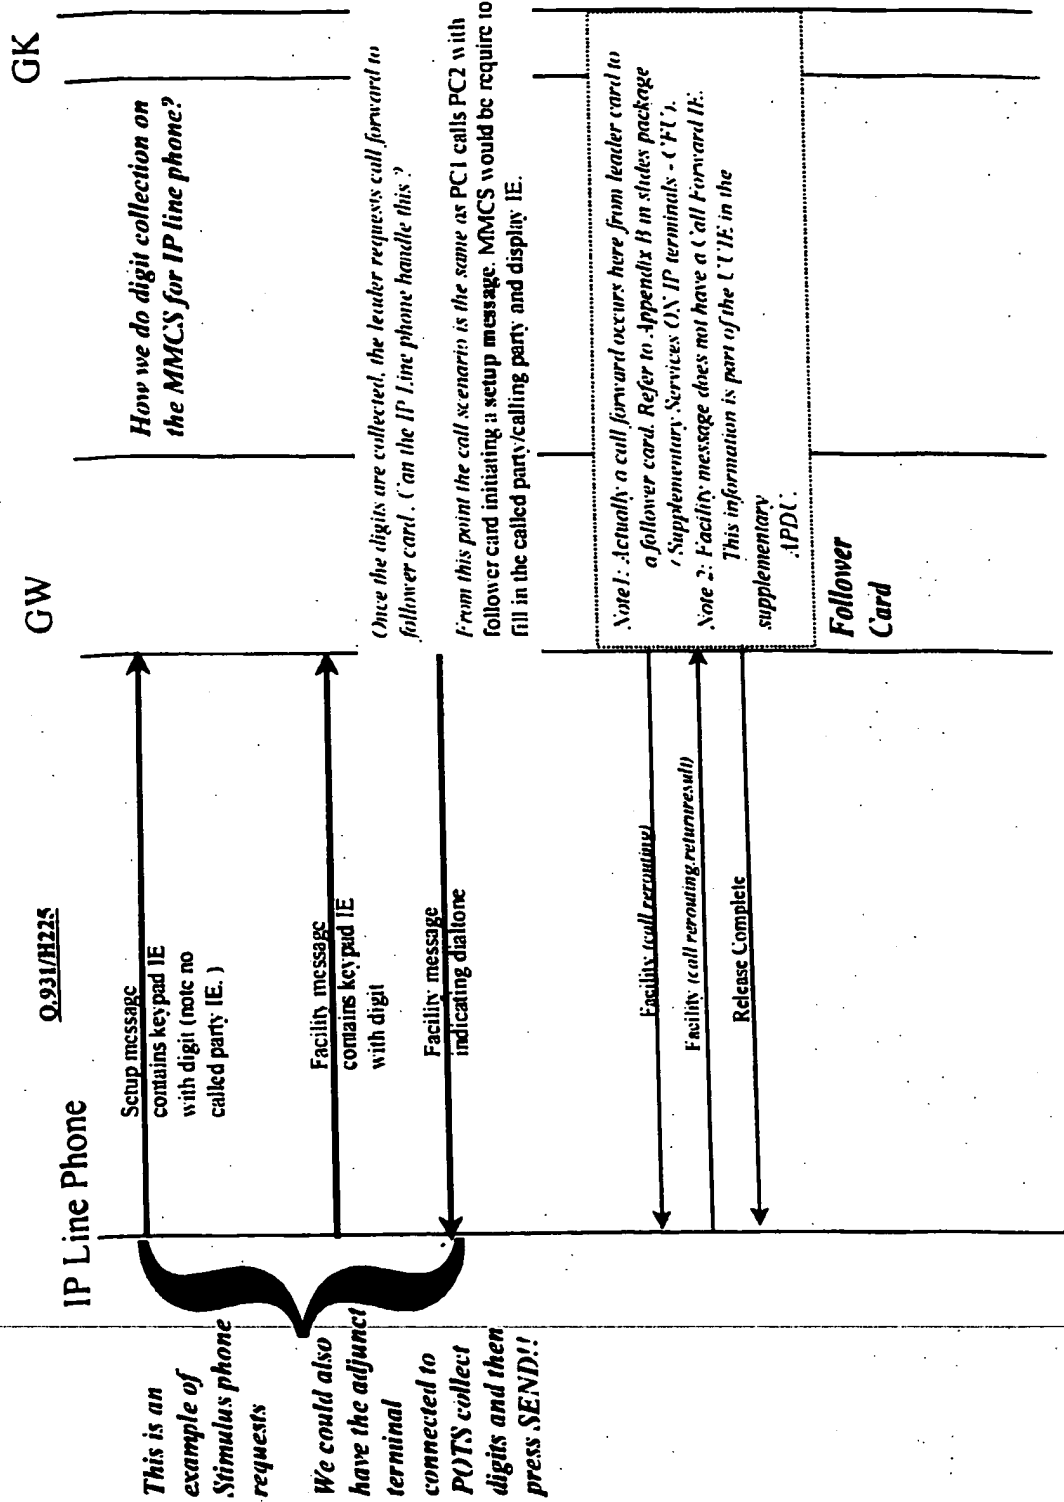 IP Line Phone
GW
GK
Q.931/H225
This is an
example of
Stimulus phone
requests
We could also
have the adjunct
terminal
connected to
POTS collect
digits and then
press SEND!!
Setup message
contains keypad IE
with digit (note no
called party IE. )
Facility message
contains keypad IE
with digit
Facility message
indicating dialtone
How we do digit collection on
the MMCS for IP line phone?
Once the digits are collected, the leader requests call forward to
follower card. Can the IP Line phone handle this ?
From this point the call scenario is the same as PC1 calls PC2 with
follower card initiating a setup message. MMCS would be require to
fill in the called party/calling party and display IE.
Facility (call rerouting)
Facility (call rerouting.returnresult)
Release Complete
Note1: Actually a call forward occurs here from leader card to
a follower card. Refer to Appendix B in slides package
( Supplementary Services ON IP terminals - CFU).
Note 2: Facility message does not have a Call Forward IE.
This information is part of the UUIE in the
supplementary
APDU.
Follower
Card